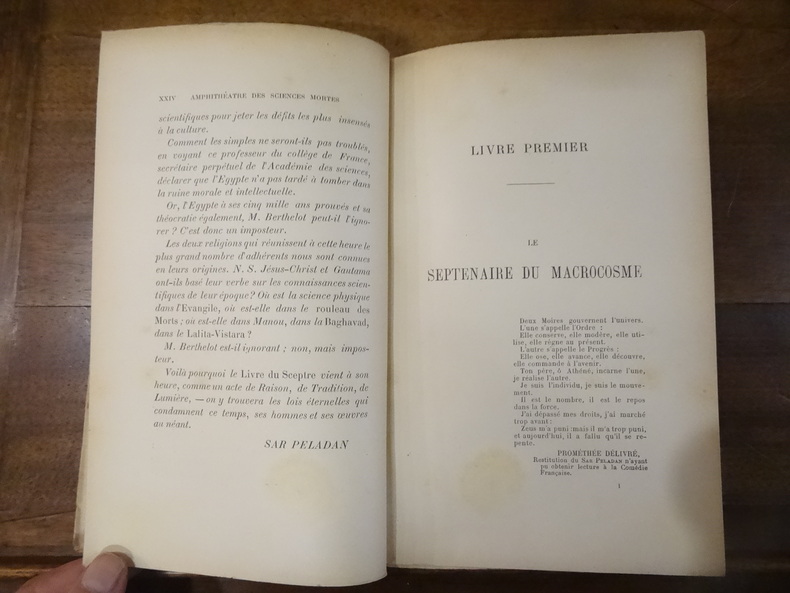 XXIV AMPHITHÉATRE DES SCIENCES MORTES
scientifiques pour jeter les défits les plus insensés
à la culture.
Comment les simples ne seront-ils pas troublés,
en voyant ce professeur du collège de France,
secrétaire perpétuel de l'Académie des sciences,
déclarer que l'Egypte n'a pas tardé à tomber dans
la ruine morale et intellectuelle.
Or, l'Egypte à ses cinq mille ans prouvés et sa
théocratie également, M. Berthelot peut-il l'igno-
rer ? C'est donc un imposteur.
Les deux religions qui réunissent à cette heure le
plus grand nombre d'adhérents nous sont connues
en leurs origines. N. S. Jésus-Christ et Gautama
ont-ils basé leur verbe sur les connaissances scien-
tifiques de leur époque? Où est la science physique
dans l'Evangile, où est-elle dans le rouleau des
Morts ; où est-elle dans Manou, dans la Baghavad,
dans le Lalita-Vistara ?
M. Berthelot est-il ignorant ; non, mais impos-
teur.
Voilà pourquoi le Livre du Sceptre vient à son
heure, comme un acte de Raison, de Tradition, de
Lumière, — on y trouvera les lois éternelles qui
condamnent ce temps, ses hommes et ses œuvres
au néant.
SAR PELADAN
LIVRE PREMIER
LE
SEPTENAIRE DU MACROCOSME
Deux Moires gouvernent l'univers.
L'une s'appelle l'Ordre :
Elle conserve, elle modère, elle uti-
lise, elle règne au présent.
L'autre s'appelle le Progrès :
Elle ose, elle avance, elle découvre,
elle commande à l'avenir.
Ton père, ô Athéné, incarne l'une,
je réalise l'autre.
Je suis l'individu, je suis le mouve-
ment.
Il est le nombre, il est le repos
dans la force.
J'ai dépassé mes droits, j'ai marché
trop avant:
Zeus m'a puni mais il m'a trop puni,
et aujourd'hui, il a fallu qu'il se re-
pente.
PROMÉTHÉE DÉLIVRÉ,
Restitution du SAR PELADAN n'ayant
pu obtenir lecture à la Comédie
Française.
1